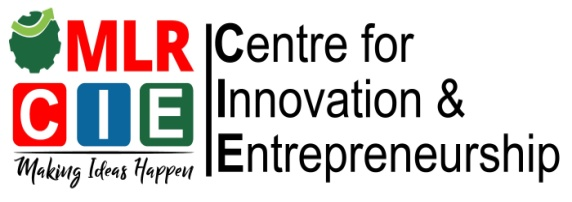 MLR
CIE
Making Ideas Happen
Centre for
Innovation &
Entrepreneurship